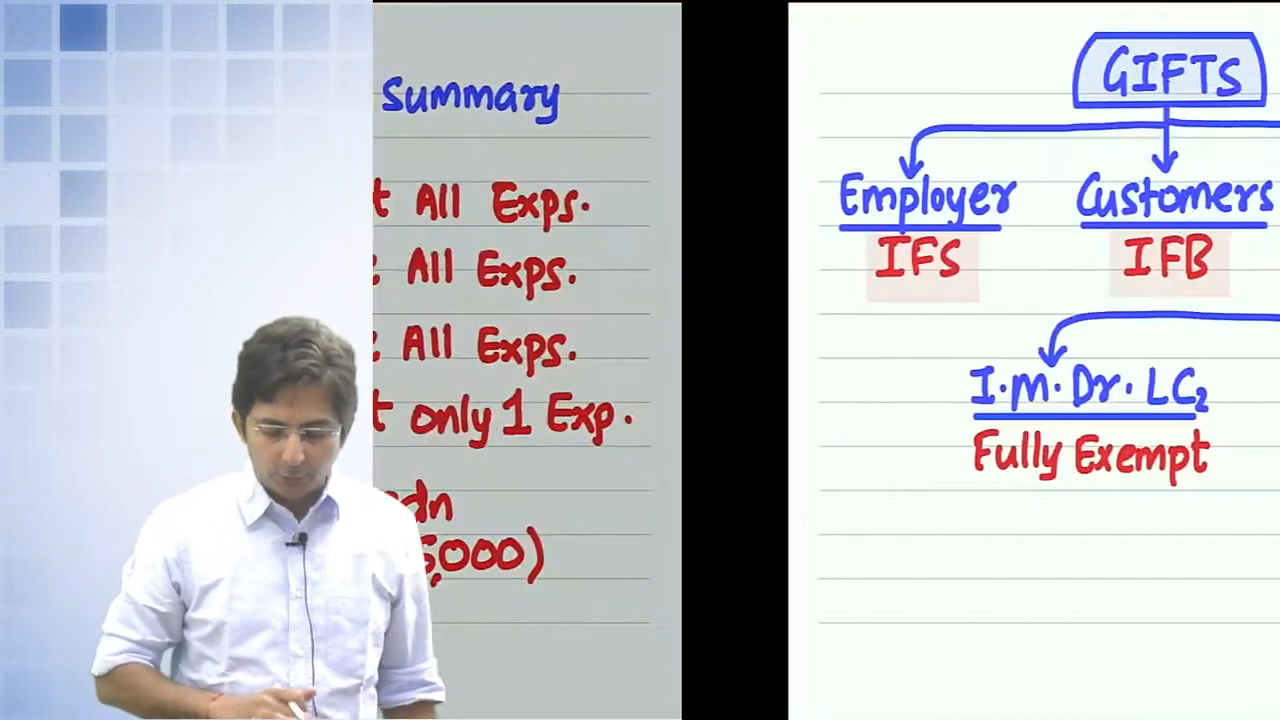 Summary
All Exps.
All Exps.
All Exps.
only 1 Exp.
000)
GIFTS
Employer Customers
IFS IFB
I.m.Dr.LC₂
Fully Exempt